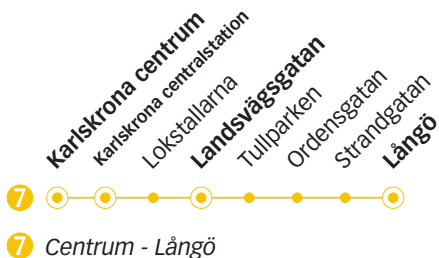 Karlskrona centrum
Karlskrona centralstation
Lokstallarna
Landsvägsgatan
Tullparken
Ordensgatan
Strandgatan
Långö
7
7 Centrum - Långö